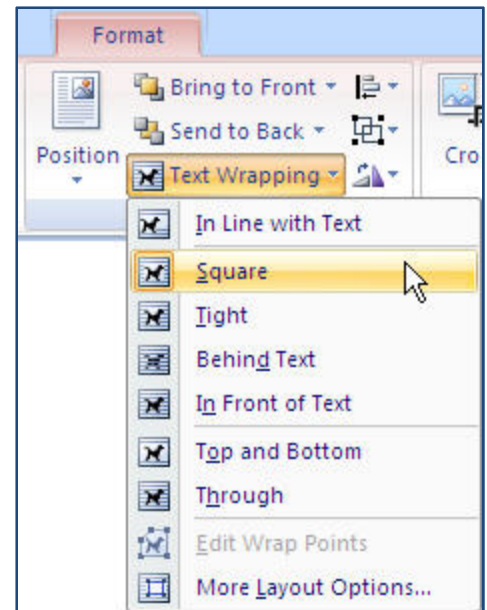 Format
Bring to Front
Send to Back
Position
Text Wrapping
Cro
In Line with Text
Square
Tight
Behind Text
In Front of Text
Top and Bottom
Through
Edit Wrap Points
More Layout Options...